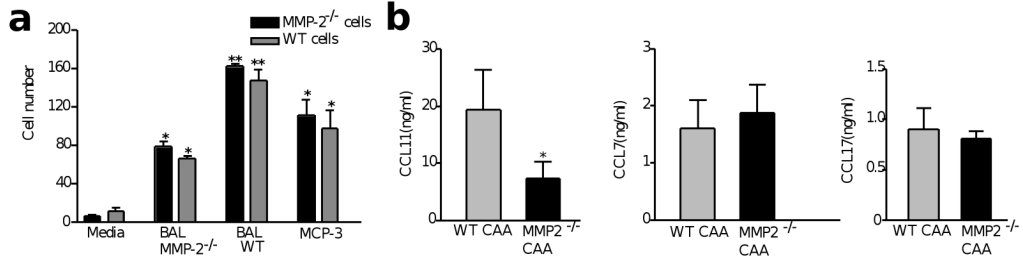 a
MMP-2-/- cells
WT cells
Cell number
200
160
120
80
40
0
*
*
**
**
*
*
Media
BAL
MMP-2-/-
BAL
WT
MCP-3
b
CCL11(ng/ml)
30
20
10
0
*
WT CAA
MMP2 -/-
CAA
CCL7(ng/ml)
3
2
1
0
WT CAA
MMP2 -/-
CAA
CCL17(ng/ml)
1.5
1.0
0.5
0
WT CAA
MMP2 -/-
CAA